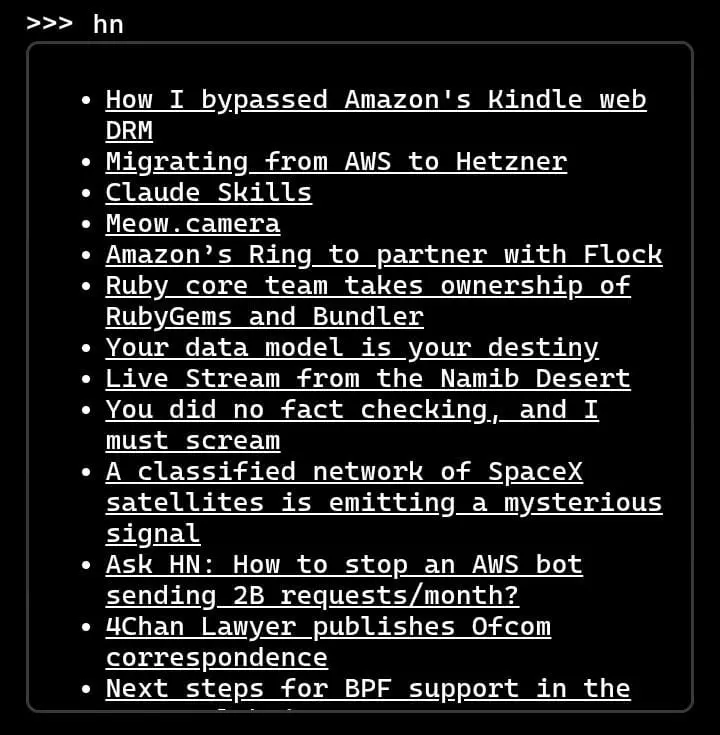 >>> hn
• How I bypassed Amazon's Kindle web
DRM
• Migrating from AWS to Hetzner
• Claude Skills
• Meow.camera
• Amazon’s Ring to partner with Flock
• Ruby core team takes ownership of
RubyGems and Bundler
• Your data model is your destiny
• Live Stream from the Namib Desert
• You did no fact checking, and I
must scream
• A classified network of SpaceX
satellites is emitting a mysterious
signal
• Ask HN: How to stop an AWS bot
sending 2B requests/month?
• 4Chan Lawyer publishes Ofcom
correspondence
• Next steps for BPF support in the